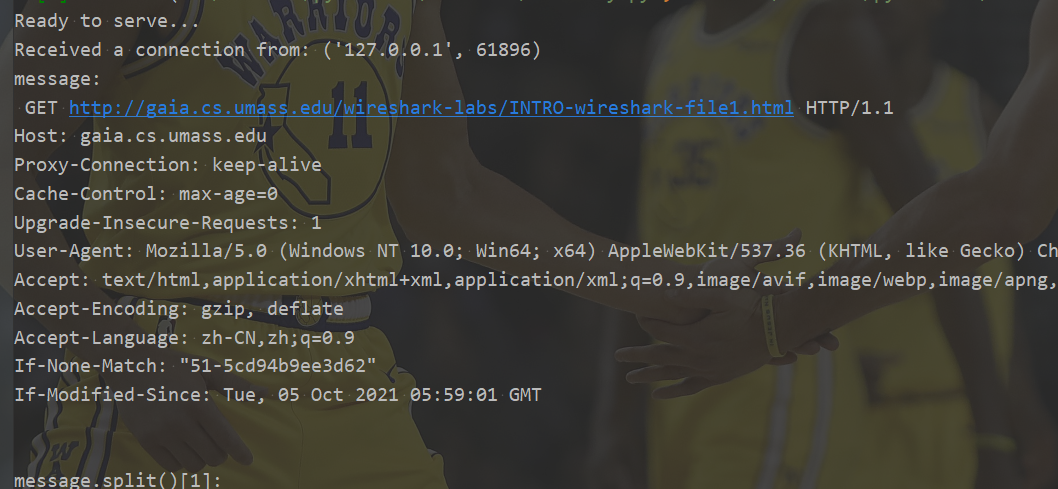 Ready to serve...
Received a connection from: ('127.0.0.1', 61896)
message:
GET http://gaia.cs.umass.edu/wireshark-labs/INTRO-wireshark-file1.html HTTP/1.1
Host: gaia.cs.umass.edu
Proxy-Connection: keep-alive
Cache-Control: max-age=0
Upgrade-Insecure-Requests: 1
User-Agent: Mozilla/5.0 (Windows NT 10.0; Win64; x64) AppleWebKit/537.36 (KHTML, like Gecko) Ch
Accept: text/html,application/xhtml+xml,application/xml;q=0.9,image/avif,image/webp,image/apng,
Accept-Encoding: gzip, deflate
Accept-Language: zh-CN,zh;q=0.9
If-None-Match: "51-5cd94b9ee3d62"
If-Modified-Since: Tue, 05 Oct 2021 05:59:01 GMT
message.split()[1]:
WARRIOR
11
35